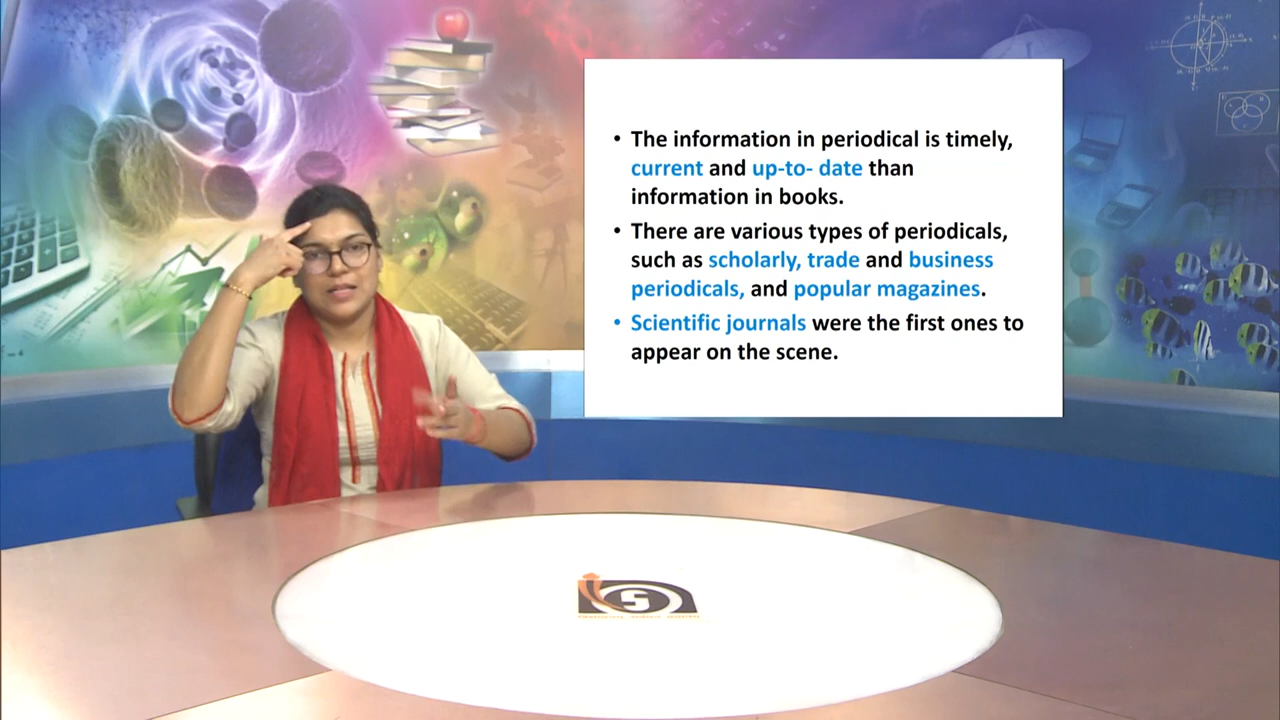 • The information in periodical is timely,
current and up-to- date than
information in books.
• There are various types of periodicals,
such as scholarly, trade and business
periodicals, and popular magazines.
• Scientific journals were the first ones to
appear on the scene.